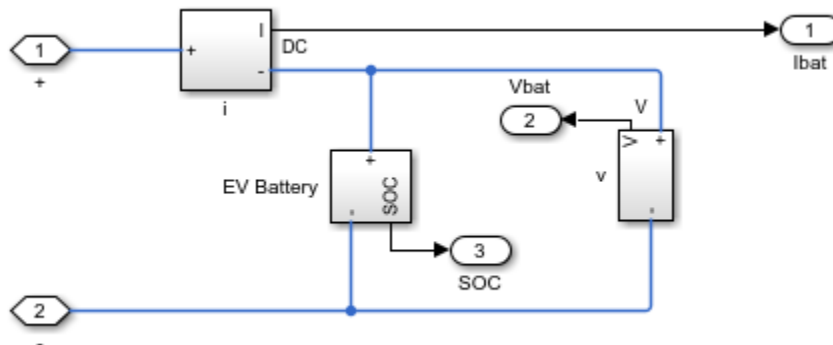 1
+
+
I
-
DC
i
1
Ibat
Vbat
2
V
V
+
-
v
EV Battery
+
-
SOC
3
SOC
2